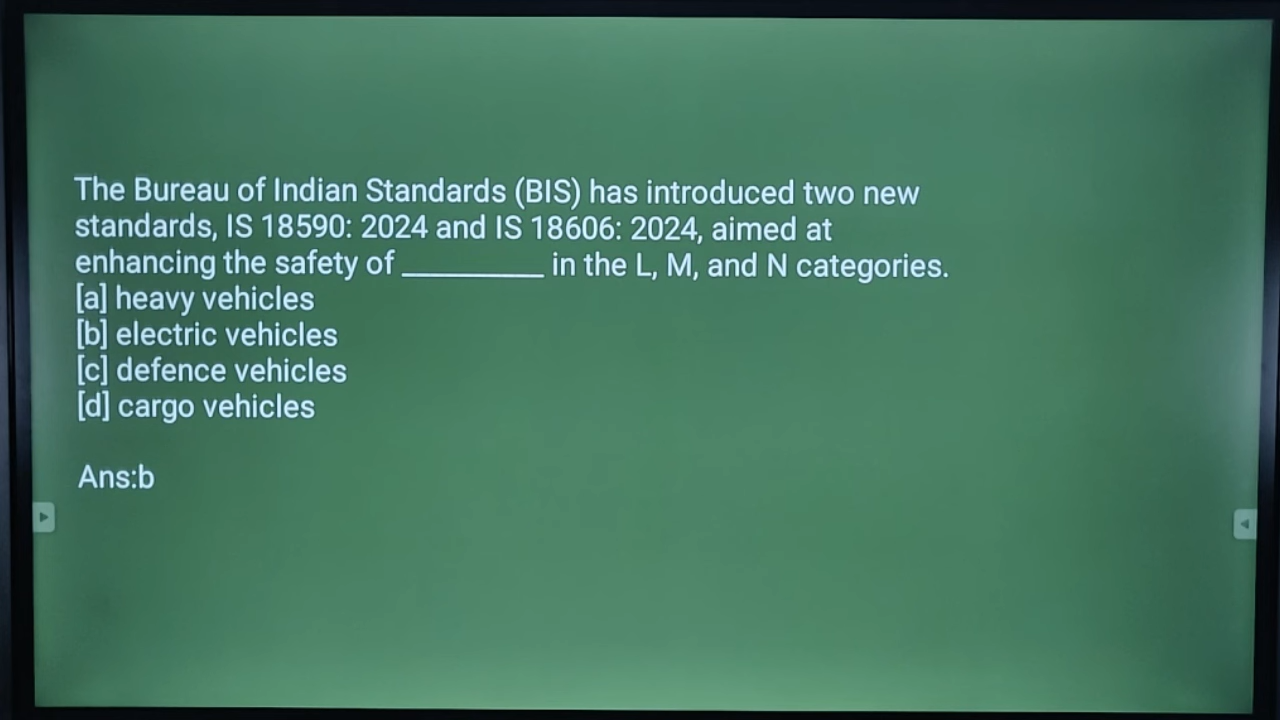 The Bureau of Indian Standards (BIS) has introduced two new
standards, IS 18590: 2024 and IS 18606: 2024, aimed at
enhancing the safety of _________ in the L, M, and N categories.
[a] heavy vehicles
[b] electric vehicles
[c] defence vehicles
[d] cargo vehicles
Ans:b